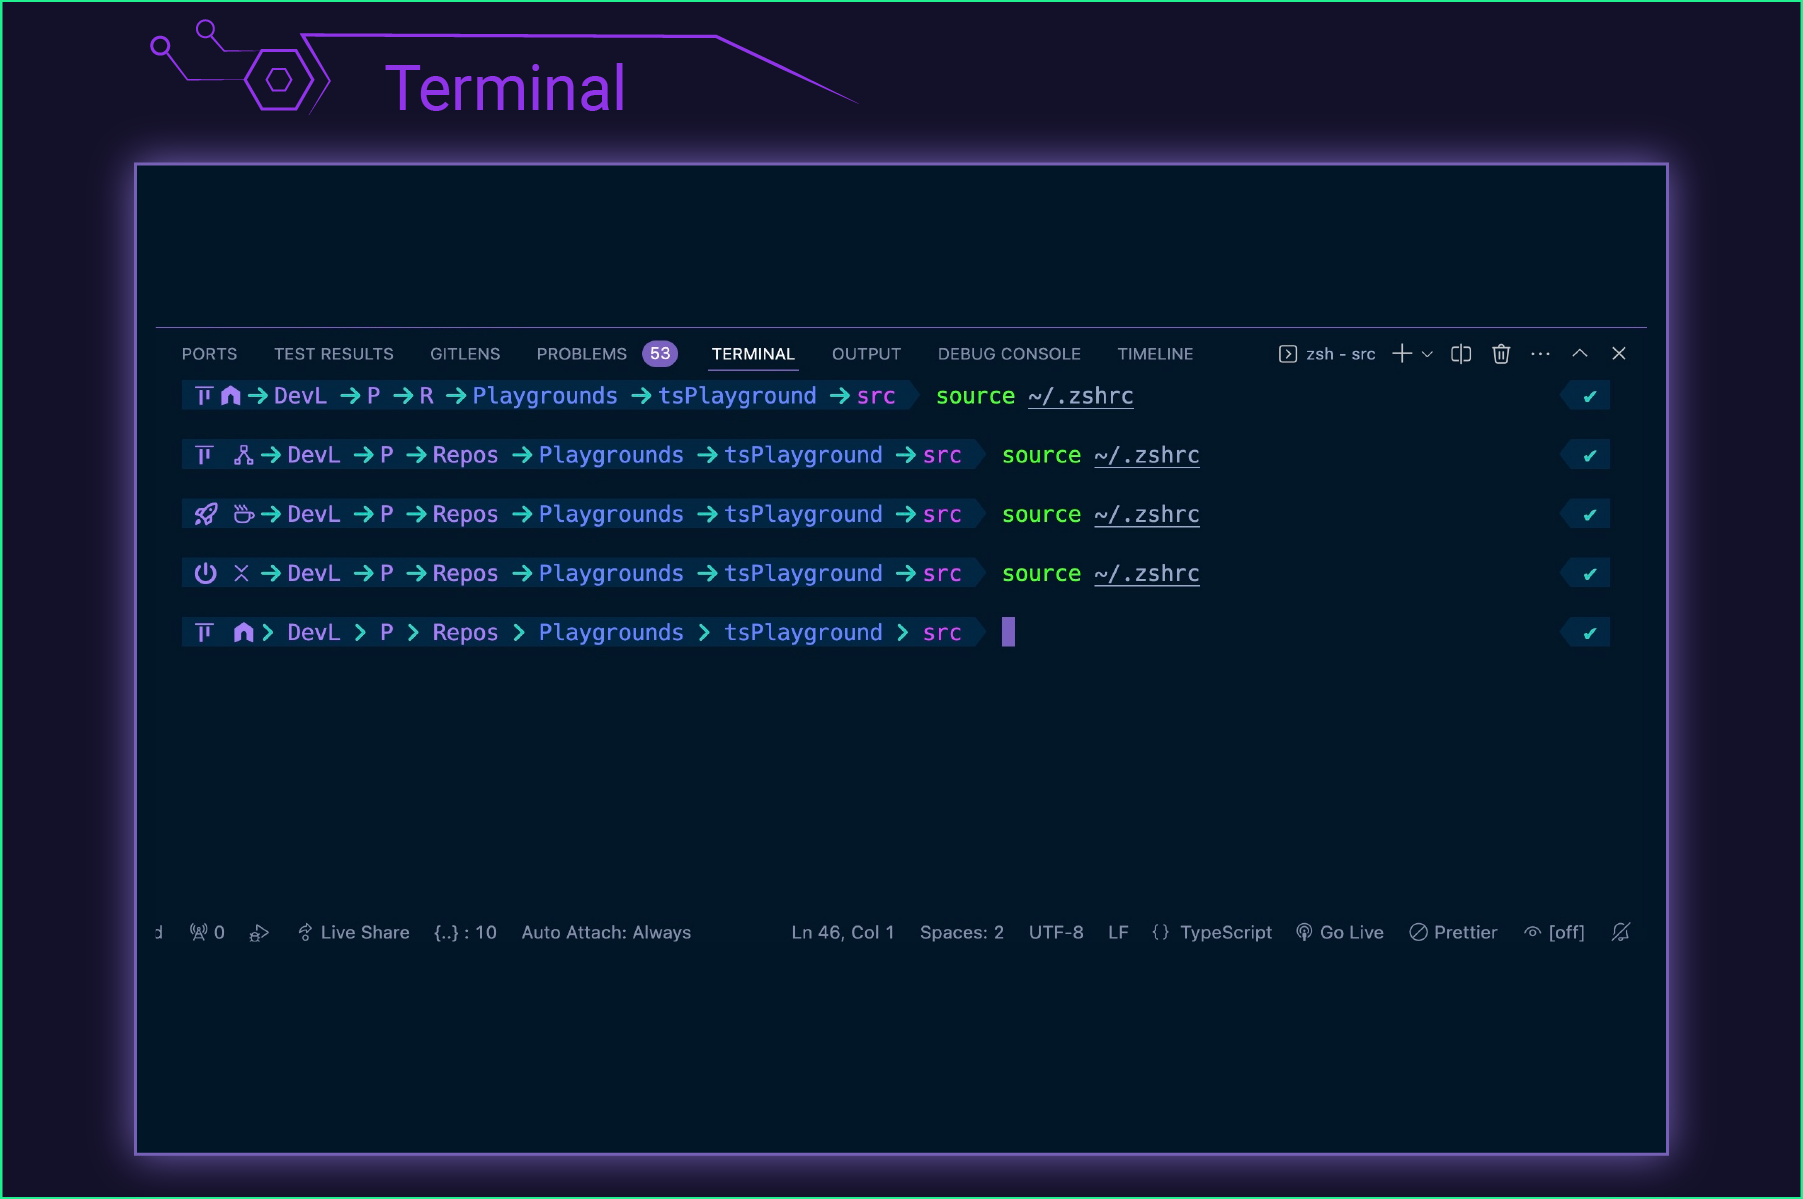 Terminal
PORTS TEST RESULTS GITLENS PROBLEMS 53 TERMINAL OUTPUT DEBUG CONSOLE TIMELINE zsh - src
DevL P R Playgrounds tsPlayground src source ~/.zshrc
DevL P Repos Playgrounds tsPlayground src source ~/.zshrc
DevL P Repos Playgrounds tsPlayground src source ~/.zshrc
DevL P Repos Playgrounds tsPlayground src source ~/.zshrc
DevL P Repos Playgrounds tsPlayground src
0 Live Share {..} : 10 Auto Attach: Always Ln 46, Col 1 Spaces: 2 UTF-8 LF {} TypeScript Go Live Prettier [off]